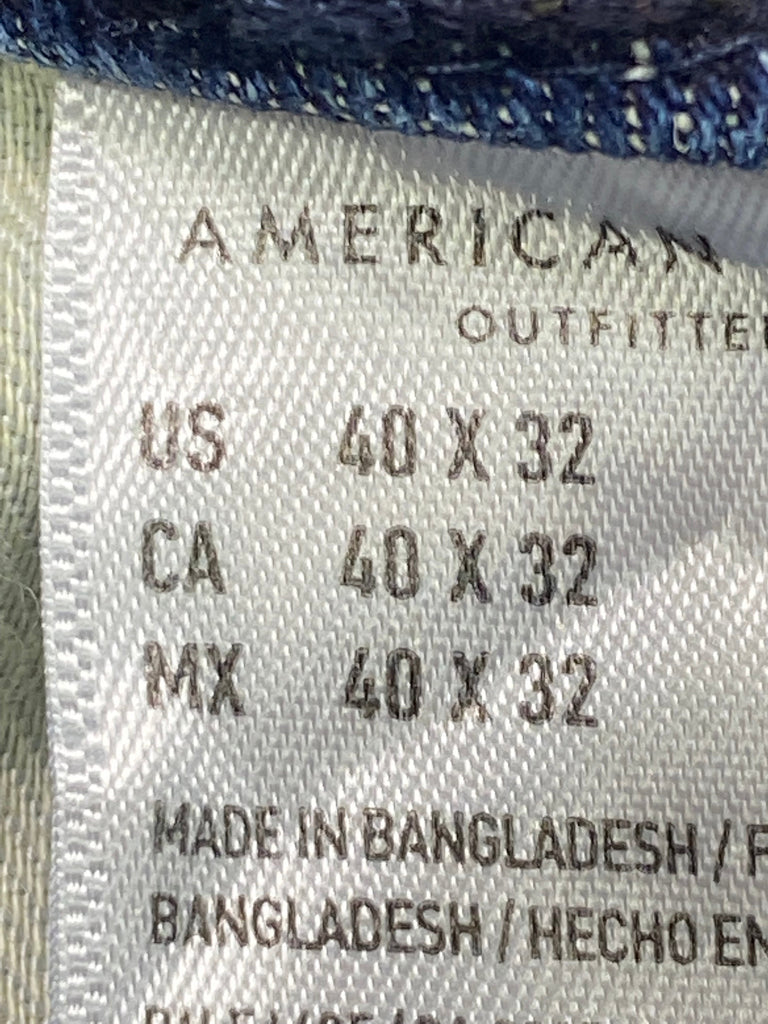 AMERICAN
OUTFITTE
US 40 X 32
CA 40 X 32
MX 40 X 32
MADE IN BANGLADESH / F
BANGLADESH / HECHO EN